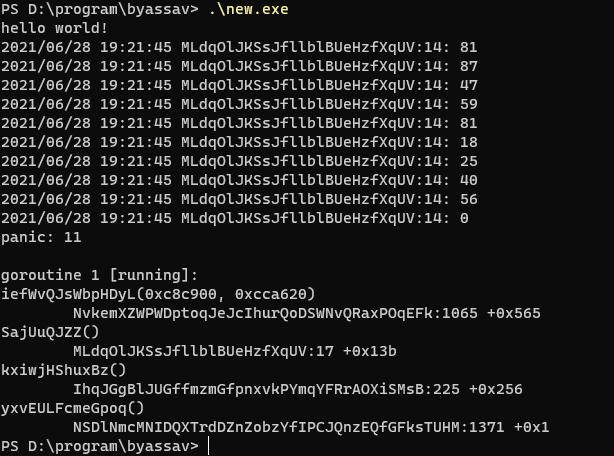 PS D:\program\byassav> .\new.exe
hello world!
2021/06/28 19:21:45 MLdqOlJKSsJfllblBUeHzfXqUV:14: 81
2021/06/28 19:21:45 MLdqOlJKSsJfllblBUeHzfXqUV:14: 87
2021/06/28 19:21:45 MLdqOlJKSsJfllblBUeHzfXqUV:14: 47
2021/06/28 19:21:45 MLdqOlJKSsJfllblBUeHzfXqUV:14: 59
2021/06/28 19:21:45 MLdqOlJKSsJfllblBUeHzfXqUV:14: 81
2021/06/28 19:21:45 MLdqOlJKSsJfllblBUeHzfXqUV:14: 18
2021/06/28 19:21:45 MLdqOlJKSsJfllblBUeHzfXqUV:14: 25
2021/06/28 19:21:45 MLdqOlJKSsJfllblBUeHzfXqUV:14: 40
2021/06/28 19:21:45 MLdqOlJKSsJfllblBUeHzfXqUV:14: 56
2021/06/28 19:21:45 MLdqOlJKSsJfllblBUeHzfXqUV:14: 0
panic: 11
goroutine 1 [running]:
iefWvQJsWbpHDyL(0xc8c900, 0xcca620)
NvkemXZWPWDptoqJeJcIhurQoDSWNvQRaxPOqEFk:1065 +0x565
SajUuQJZZ()
MLdqOlJKSsJfllblBUeHzfXqUV:17 +0x13b
kxiwjHShuxBz()
IhqJGgBlJUGffmzmGfpnxvkPYmqYFRrAOXiSMsB:225 +0x256
yxvEULFcmeGpoq()
NSDlNmcMNIDQXTrdDZnZobzYfIPCJQnzEQfGFksTUHM:1371 +0x1
PS D:\program\byassav>